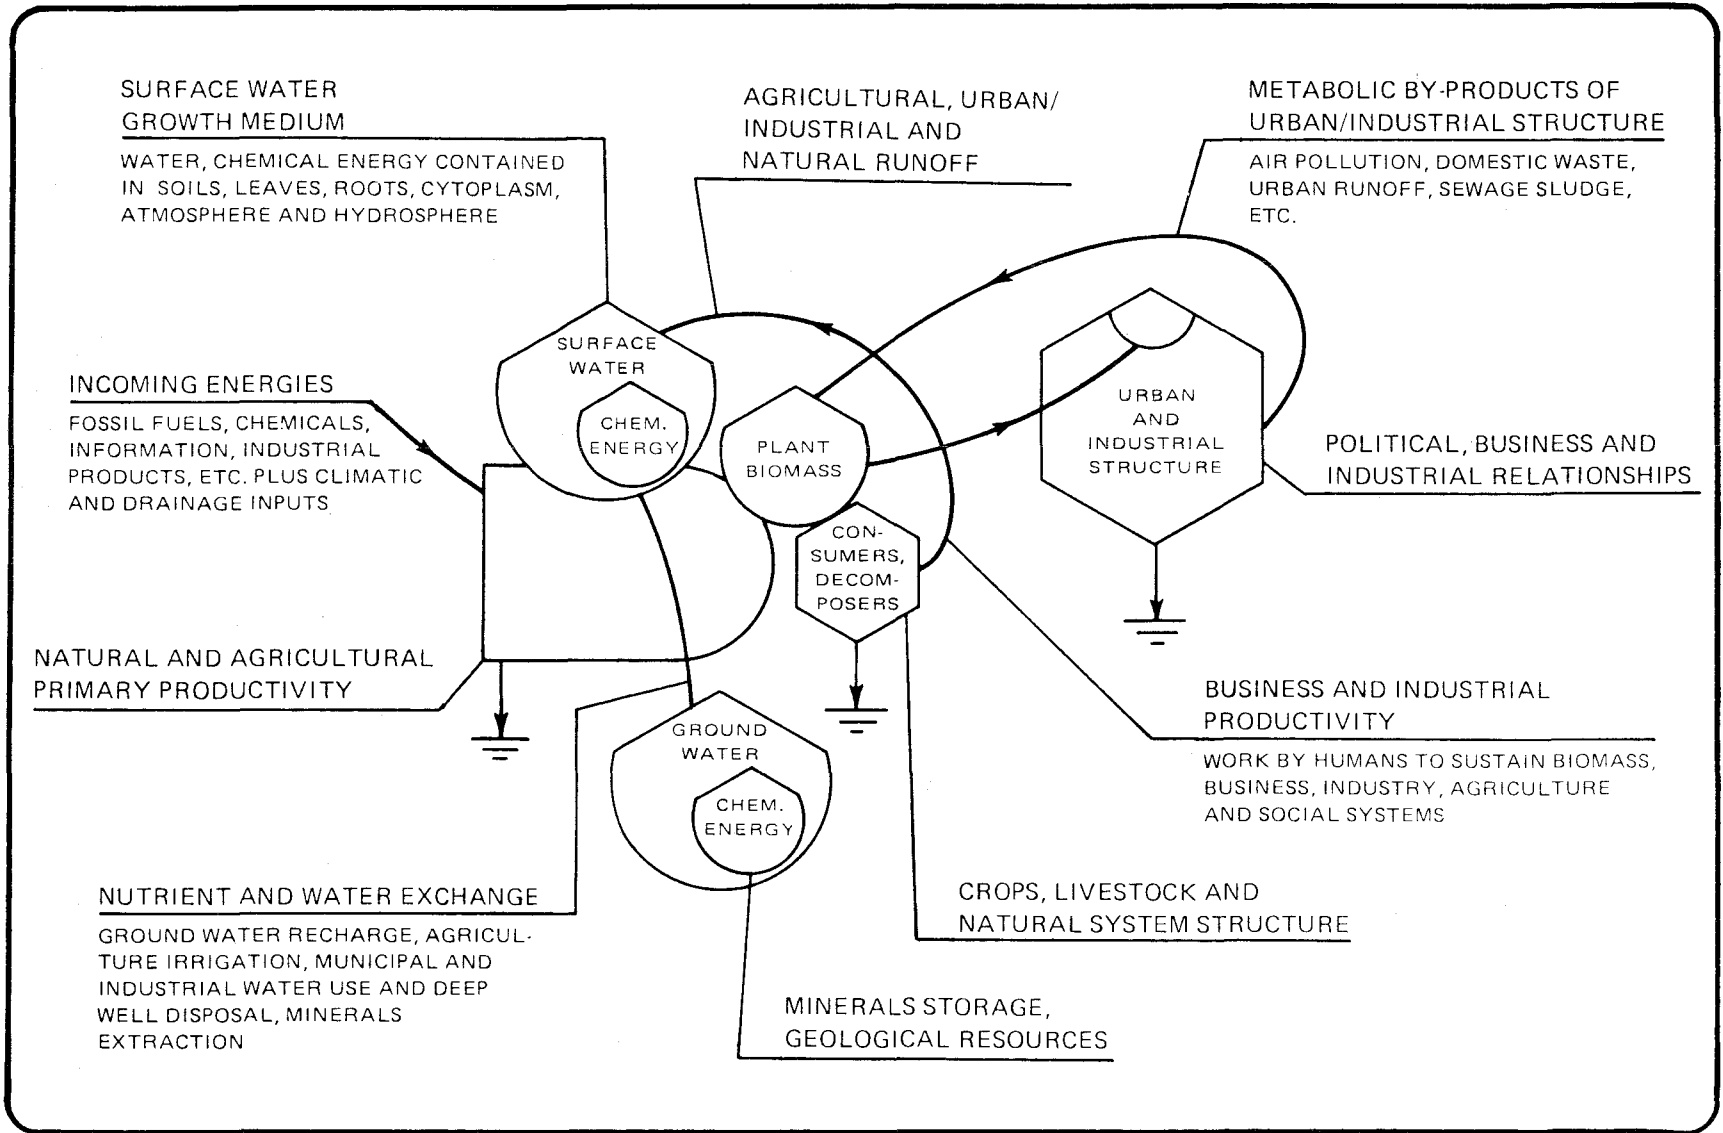 SURFACE WATER
GROWTH MEDIUM
WATER, CHEMICAL ENERGY CONTAINED
IN SOILS, LEAVES, ROOTS, CYTOPLASM,
ATMOSPHERE AND HYDROSPHERE
AGRICULTURAL, URBAN/
INDUSTRIAL AND
NATURAL RUNOFF
METABOLIC BY-PRODUCTS OF
URBAN/INDUSTRIAL STRUCTURE
AIR POLLUTION, DOMESTIC WASTE,
URBAN RUNOFF, SEWAGE SLUDGE,
ETC.
SURFACE
WATER
CHEM.
ENERGY
INCOMING ENERGIES
FOSSIL FUELS, CHEMICALS,
INFORMATION, INDUSTRIAL
PRODUCTS, ETC. PLUS CLIMATIC
AND DRAINAGE INPUTS
PLANT
BIOMASS
URBAN
AND
INDUSTRIAL
STRUCTURE
POLITICAL, BUSINESS AND
INDUSTRIAL RELATIONSHIPS
CON-
SUMERS,
DECOM-
POSERS
NATURAL AND AGRICULTURAL
PRIMARY PRODUCTIVITY
GROUND
WATER
CHEM.
ENERGY
BUSINESS AND INDUSTRIAL
PRODUCTIVITY
WORK BY HUMANS TO SUSTAIN BIOMASS,
BUSINESS, INDUSTRY, AGRICULTURE
AND SOCIAL SYSTEMS
NUTRIENT AND WATER EXCHANGE
GROUND WATER RECHARGE, AGRICUL-
TURE IRRIGATION, MUNICIPAL AND
INDUSTRIAL WATER USE AND DEEP
WELL DISPOSAL, MINERALS
EXTRACTION
CROPS, LIVESTOCK AND
NATURAL SYSTEM STRUCTURE
MINERALS STORAGE,
GEOLOGICAL RESOURCES